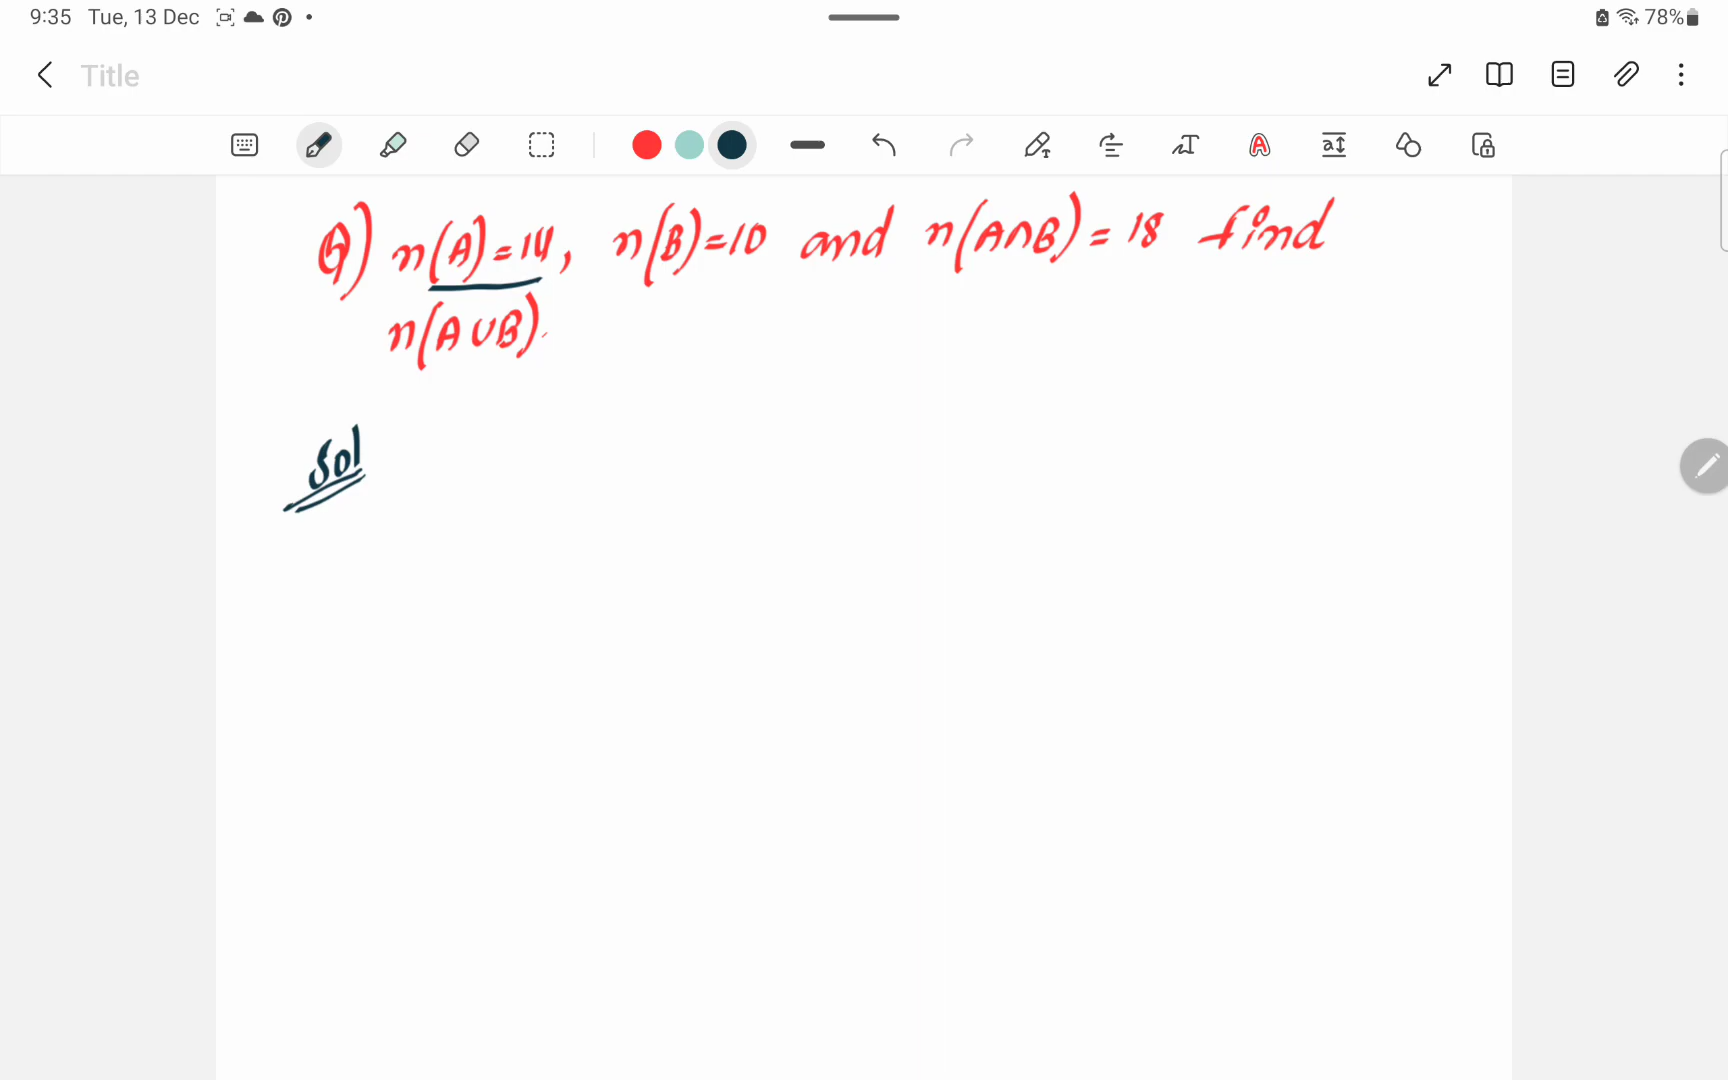 9:35 Tue, 13 Dec 78%
Title
Q) n(A)=14, n(B)=10 and n(A∩B)=18 find
n(A∪B).
Sol